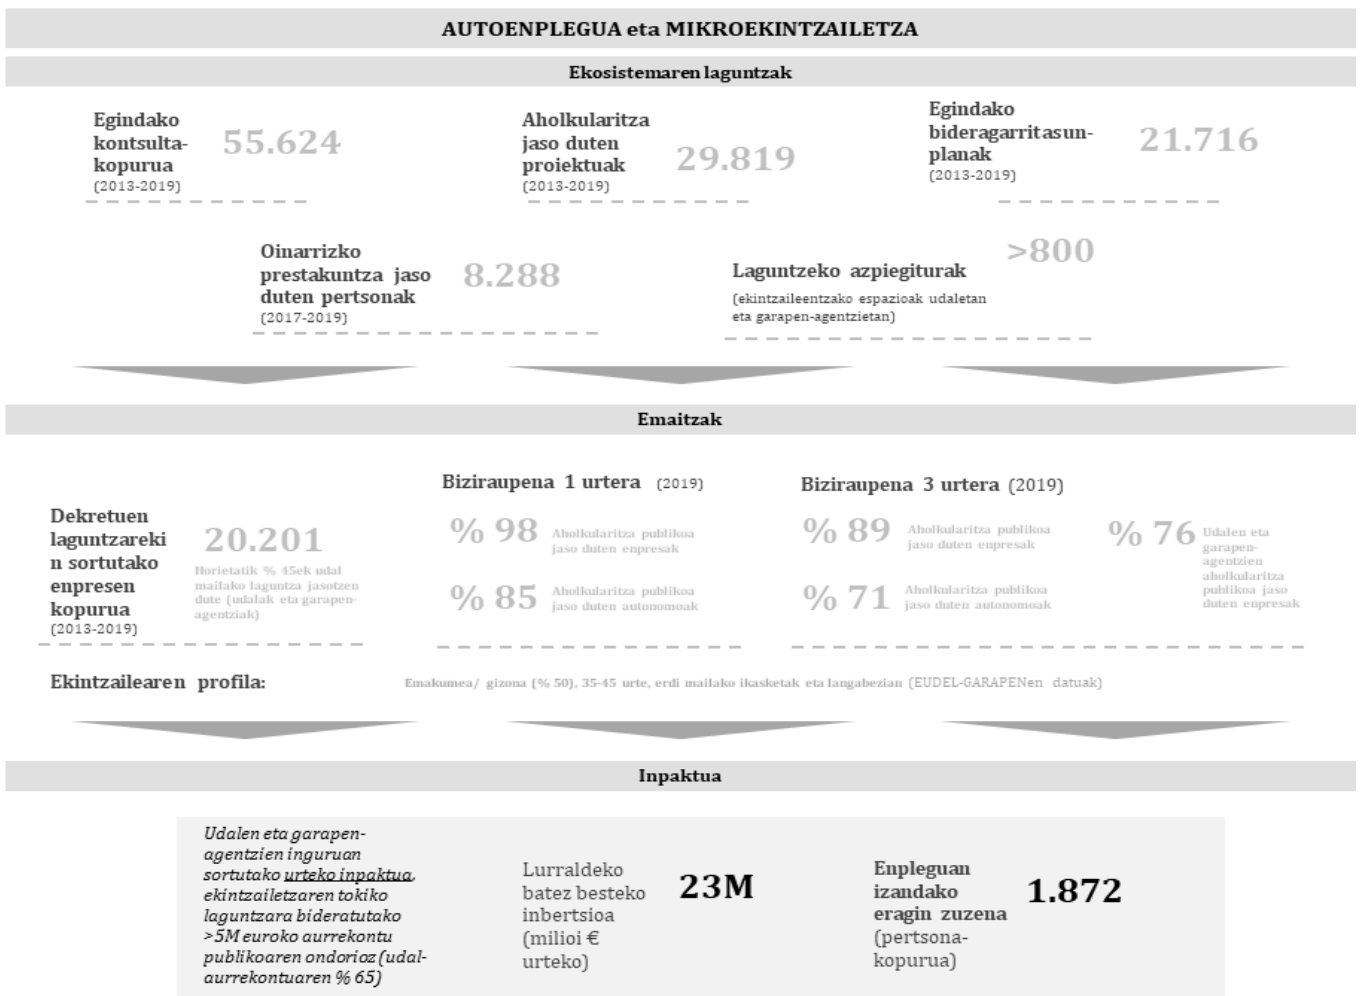 AUTOENPLEGUA eta MIKROEKINTZAILETZA
Ekosistemaren laguntzak
Egindako
kontsulta-
kopurua
(2013-2019)
55.624
Aholkularitza
jaso duten
proiektuak
(2013-2019)
29.819
Egindako
bideragarritasun-
planak
(2013-2019)
21.716
Oinarrizko
prestakuntza jaso
duten pertsonak
(2017-2019)
8.288
Laguntzeko azpiegiturak
(ekintzaileentzako espazioak udaletan
eta garapen-agentzietan)
>800
Emaitzak
Dekretuen
laguntzareki
n sortutako
enpresen
kopurua
(2013-2019)
20.201
Horietatik % 45ek udal
mailako laguntza jasotzen
dute (udalak eta garapen-
agentziak)
Biziraupena 1 urtera (2019)
% 98
Aholkularitza publikoa
jaso duten enpresak
% 85
Aholkularitza publikoa
jaso duten autonomoak
Biziraupena 3 urtera (2019)
% 89
Aholkularitza publikoa
jaso duten enpresak
% 71
Aholkularitza publikoa
jaso duten autonomoak
% 76
Udalen eta
garapen-
agentzien
aholkularitza
publikoa jaso
duten enpresak
Ekintzailearen profila:
Emakumea/ gizona (% 50), 35-45 urte, erdi mailako ikasketak eta langabezian (EUDEL-GARAPENen datuak)
Inpaktua
Udalen eta garapen-
agentzien inguruan
sortutako urteko inpaktua,
ekintzailetzaren tokiko
laguntzara bideratutako
>5M euroko aurrekontu
publikoaren ondorioz (udal-
aurrekontuaren % 65)
Lurraldeko
batez besteko
inbertsioa
(milioi €
urteko)
23M
Enpleguan
izandako
eragin zuzena
(pertsona-
kopurua)
1.872